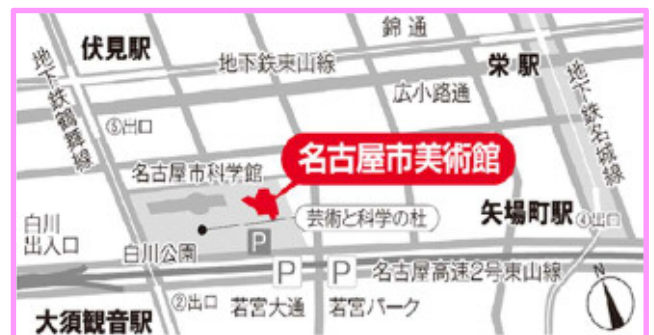 錦通
伏見駅
地下鉄東山線
栄駅
地下鉄鶴舞線
広小路通
地下鉄名城線
⑤出口
名古屋市科学館
名古屋市美術館
芸術と科学の杜
矢場町駅
④出口
白川
出入口
白川公園
P
P
P
名古屋高速2号東山線
N
②出口
若宮大通
若宮パーク
大須観音駅